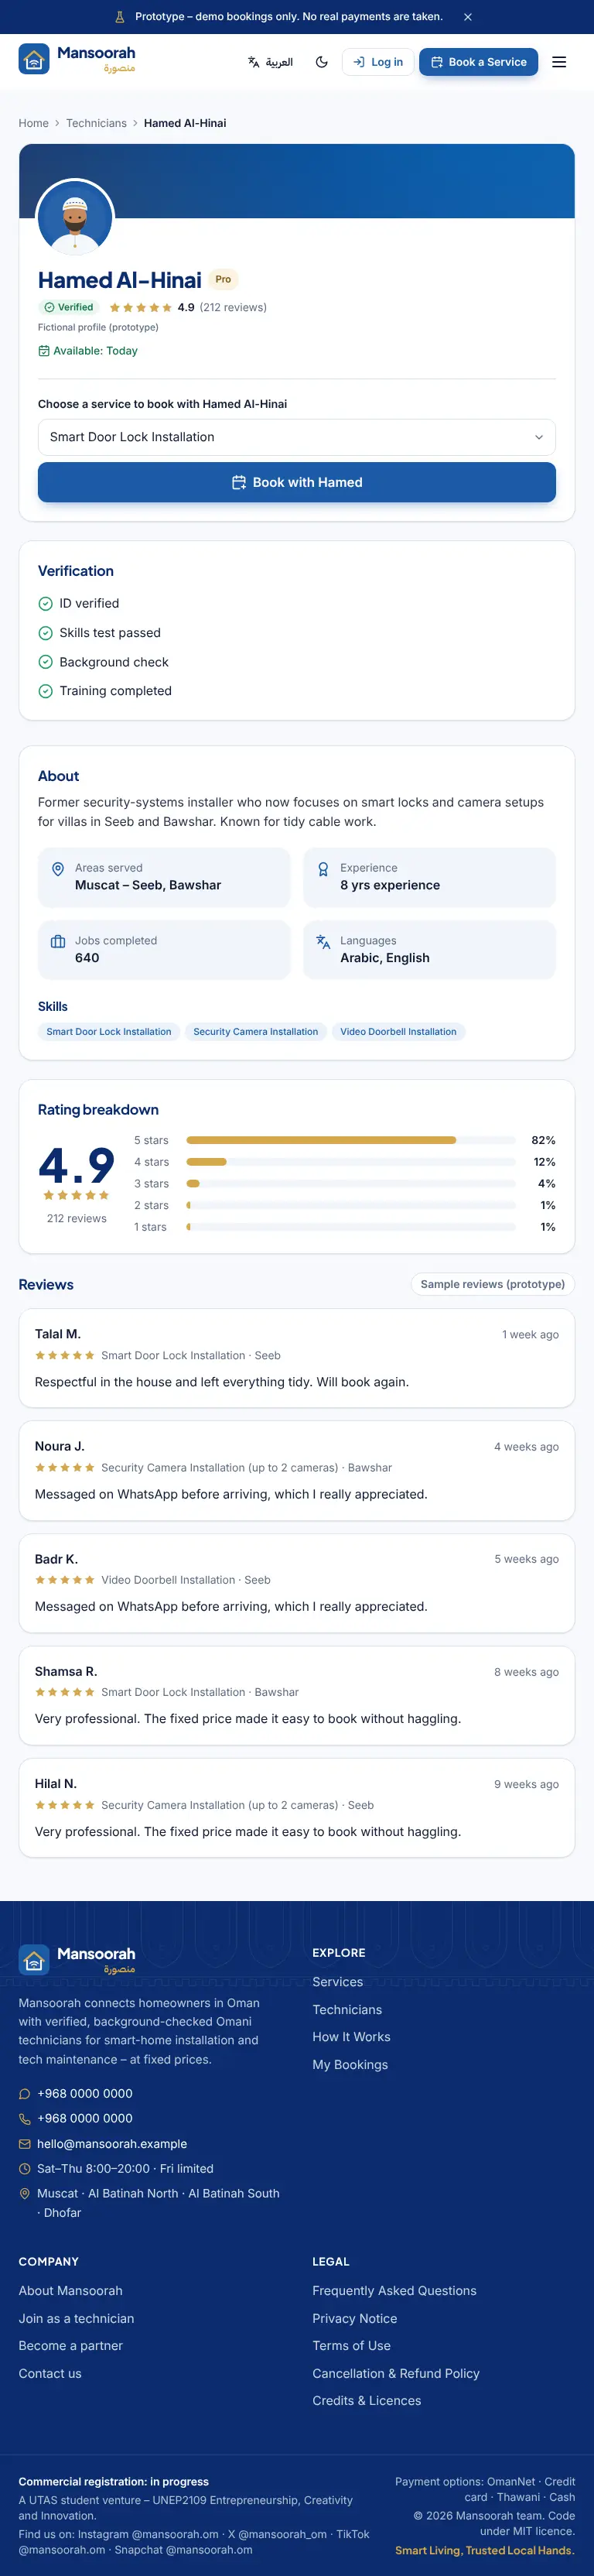 Prototype – demo bookings only. No real payments are taken.
Mansoorah
منصورة
العربية
Log in
Book a Service
Home > Technicians > Hamed Al-Hinai
Hamed Al-Hinai
Pro
Verified
4.9 (212 reviews)
Fictional profile (prototype)
Available: Today
Choose a service to book with Hamed Al-Hinai
Smart Door Lock Installation
Book with Hamed
Verification
ID verified
Skills test passed
Background check
Training completed
About
Former security-systems installer who now focuses on smart locks and camera setups
for villas in Seeb and Bawshar. Known for tidy cable work.
Areas served
Muscat – Seeb, Bawshar
Experience
8 yrs experience
Jobs completed
640
Languages
Arabic, English
Skills
Smart Door Lock Installation
Security Camera Installation
Video Doorbell Installation
Rating breakdown
4.9
212 reviews
5 stars 82%
4 stars 12%
3 stars 4%
2 stars 1%
1 stars 1%
Reviews
Sample reviews (prototype)
Talal M.
1 week ago
Smart Door Lock Installation · Seeb
Respectful in the house and left everything tidy. Will book again.
Noura J.
4 weeks ago
Security Camera Installation (up to 2 cameras) · Bawshar
Messaged on WhatsApp before arriving, which I really appreciated.
Badr K.
5 weeks ago
Video Doorbell Installation · Seeb
Messaged on WhatsApp before arriving, which I really appreciated.
Shamsa R.
8 weeks ago
Smart Door Lock Installation · Bawshar
Very professional. The fixed price made it easy to book without haggling.
Hilal N.
9 weeks ago
Security Camera Installation (up to 2 cameras) · Seeb
Very professional. The fixed price made it easy to book without haggling.
Mansoorah
منصورة
Mansoorah connects homeowners in Oman
with verified, background-checked Omani
technicians for smart-home installation and
tech maintenance – at fixed prices.
+968 0000 0000
+968 0000 0000
hello@mansoorah.example
Sat–Thu 8:00–20:00 · Fri limited
Muscat · Al Batinah North · Al Batinah South
· Dhofar
EXPLORE
Services
Technicians
How It Works
My Bookings
COMPANY
About Mansoorah
Join as a technician
Become a partner
Contact us
LEGAL
Frequently Asked Questions
Privacy Notice
Terms of Use
Cancellation & Refund Policy
Credits & Licences
Commercial registration: in progress
A UTAS student venture – UNEP2109 Entrepreneurship, Creativity
and Innovation.
Find us on: Instagram @mansoorah.om · X @mansoorah_om · TikTok
@mansoorah.om · Snapchat @mansoorah.om
Payment options: OmanNet · Credit
card · Thawani · Cash
© 2026 Mansoorah team. Code
under MIT licence.
Smart Living, Trusted Local Hands.